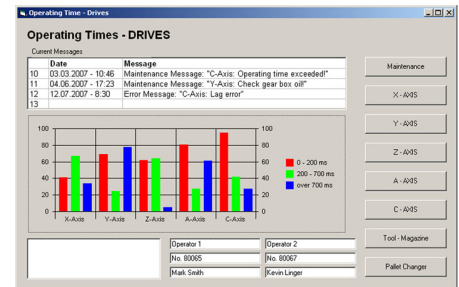 Operating Time - Drives
Operating Times - DRIVES
Current Messages
Date Message
10 03.03.2007 - 10:46 Maintenance Message: "C-Axis: Operating time exceeded!"
11 04.06.2007 - 17:23 Maintenance Message: "Y-Axis: Check gear box oil!"
12 12.07.2007 - 8:30 Error Message: "C-Axis: Lag error"
13
100 100
80 80
60 60
40 40
20 20
0 0
X-Axis Y-Axis Z-Axis A-Axis C-Axis
0 - 200 ms
200 - 700 ms
over 700 ms
Operator 1 Operator 2
No. 80065 No. 80067
Mark Smith Kevin Linger
Maintenance
X - AXIS
Y - AXIS
Z - AXIS
A - AXIS
C - AXIS
Tool - Magazine
Pallet Changer